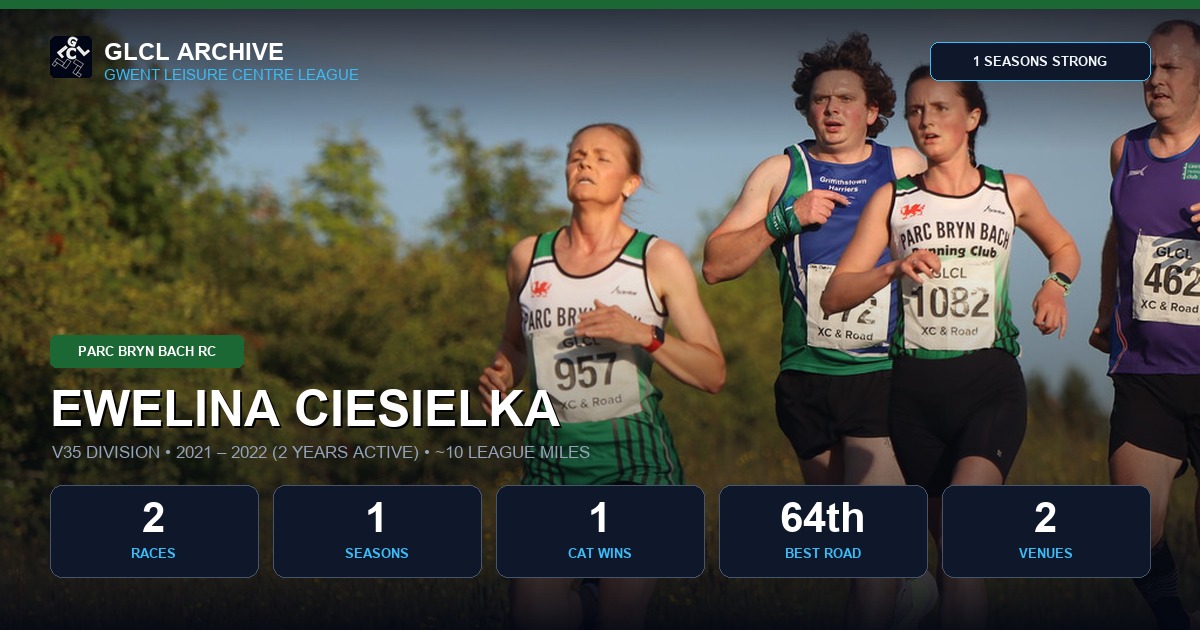 GLCL ARCHIVE
GWENT LEISURE CENTRE LEAGUE
1 SEASONS STRONG
Griffithstown
Harriers
PARC BRYN BACH
Running Club
GLCL
1082
XC & Road
GLCL
462
XC & Road
XC & Road
PARC
GLCL
957
XC & Road
PARC BRYN BACH RC
EWELINA CIESIELKA
V35 DIVISION • 2021 – 2022 (2 YEARS ACTIVE) • ~10 LEAGUE MILES
2
RACES
1
SEASONS
1
CAT WINS
64th
BEST ROAD
2
VENUES